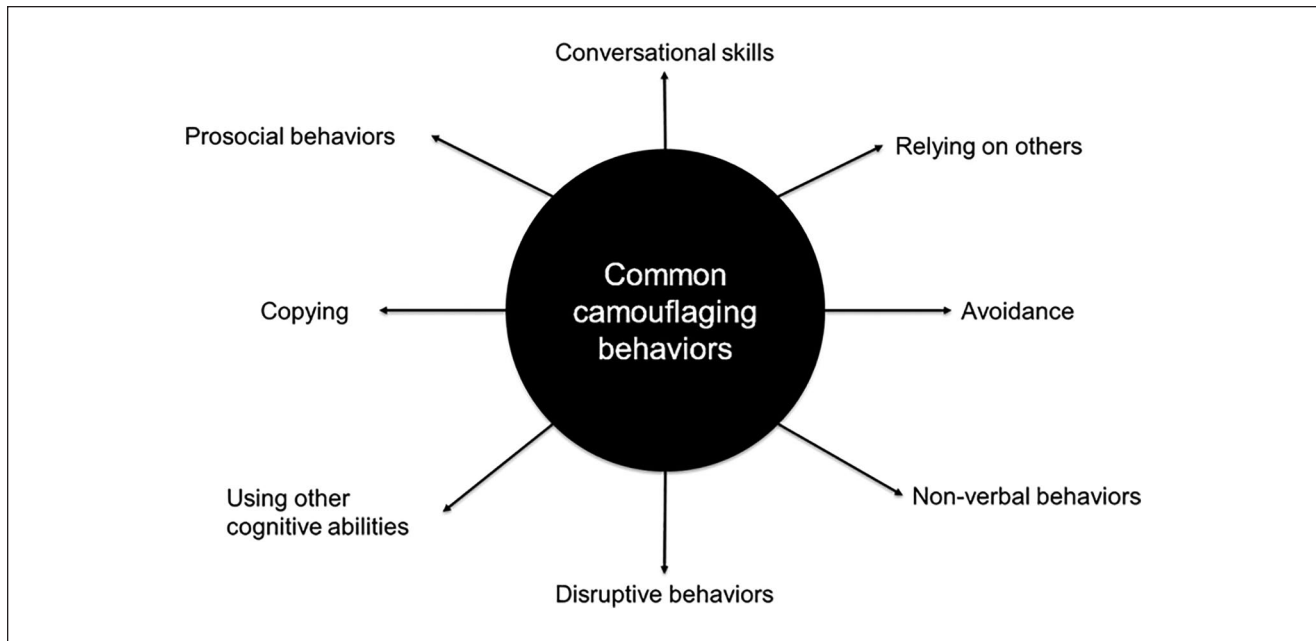 Conversational skills
Prosocial behaviors
Relying on others
Common
camouflaging
behaviors
Copying
Avoidance
Using other
cognitive abilities
Non-verbal behaviors
Disruptive behaviors